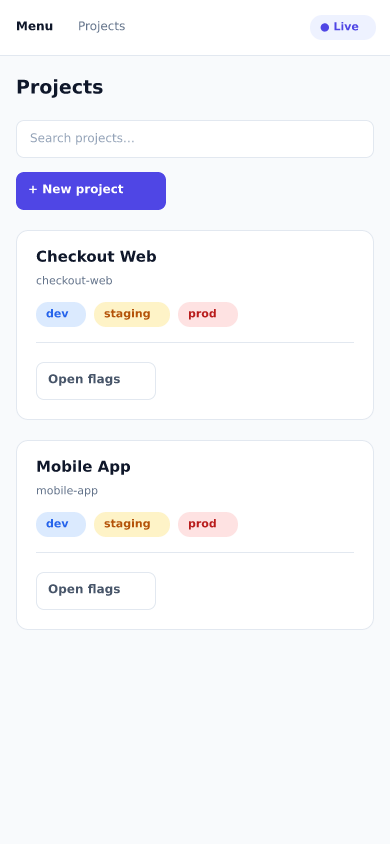 Menu Projects ● Live
Projects
Search projects...
+ New project
Checkout Web
checkout-web
dev staging prod
Open flags
Mobile App
mobile-app
dev staging prod
Open flags